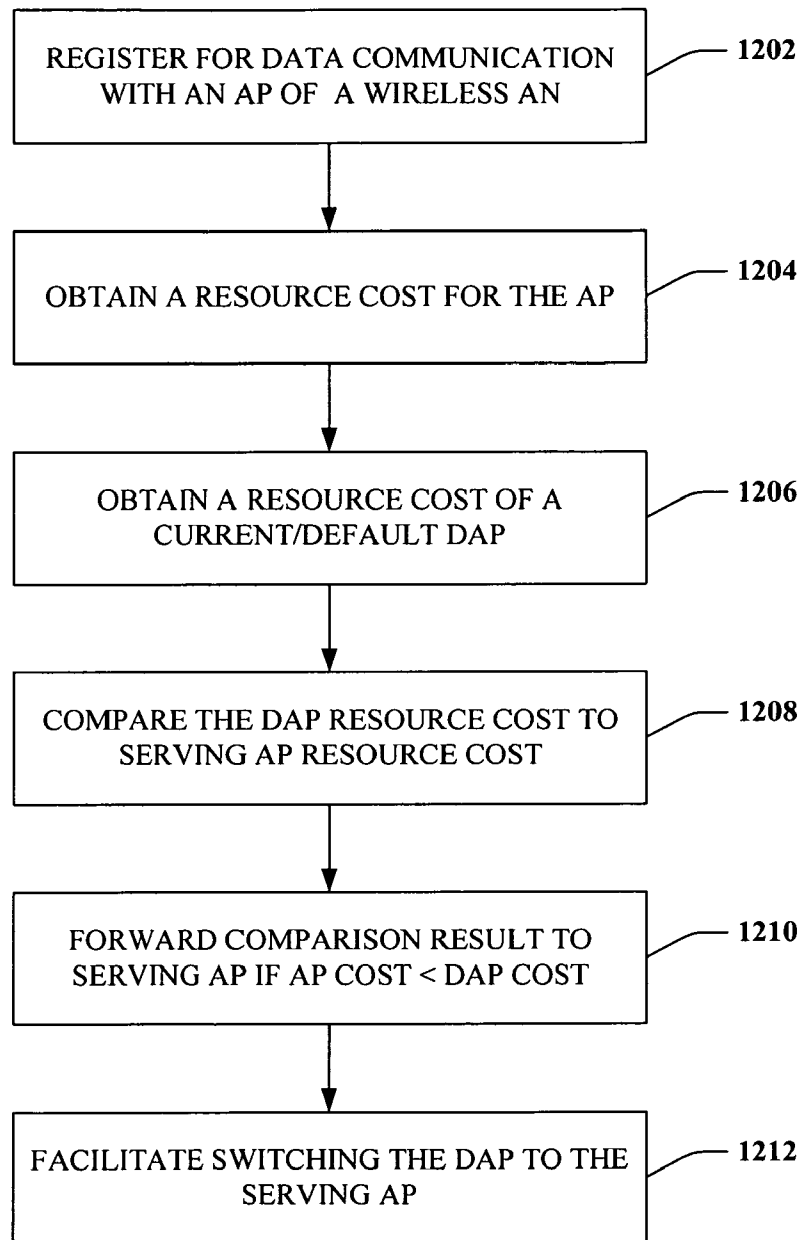 REGISTER FOR DATA COMMUNICATION
WITH AN AP OF A WIRELESS AN
1202
OBTAIN A RESOURCE COST FOR THE AP
1204
OBTAIN A RESOURCE COST OF A
CURRENT/DEFAULT DAP
1206
COMPARE THE DAP RESOURCE COST TO
SERVING AP RESOURCE COST
1208
FORWARD COMPARISON RESULT TO
SERVING AP IF AP COST < DAP COST
1210
FACILITATE SWITCHING THE DAP TO THE
SERVING AP
1212